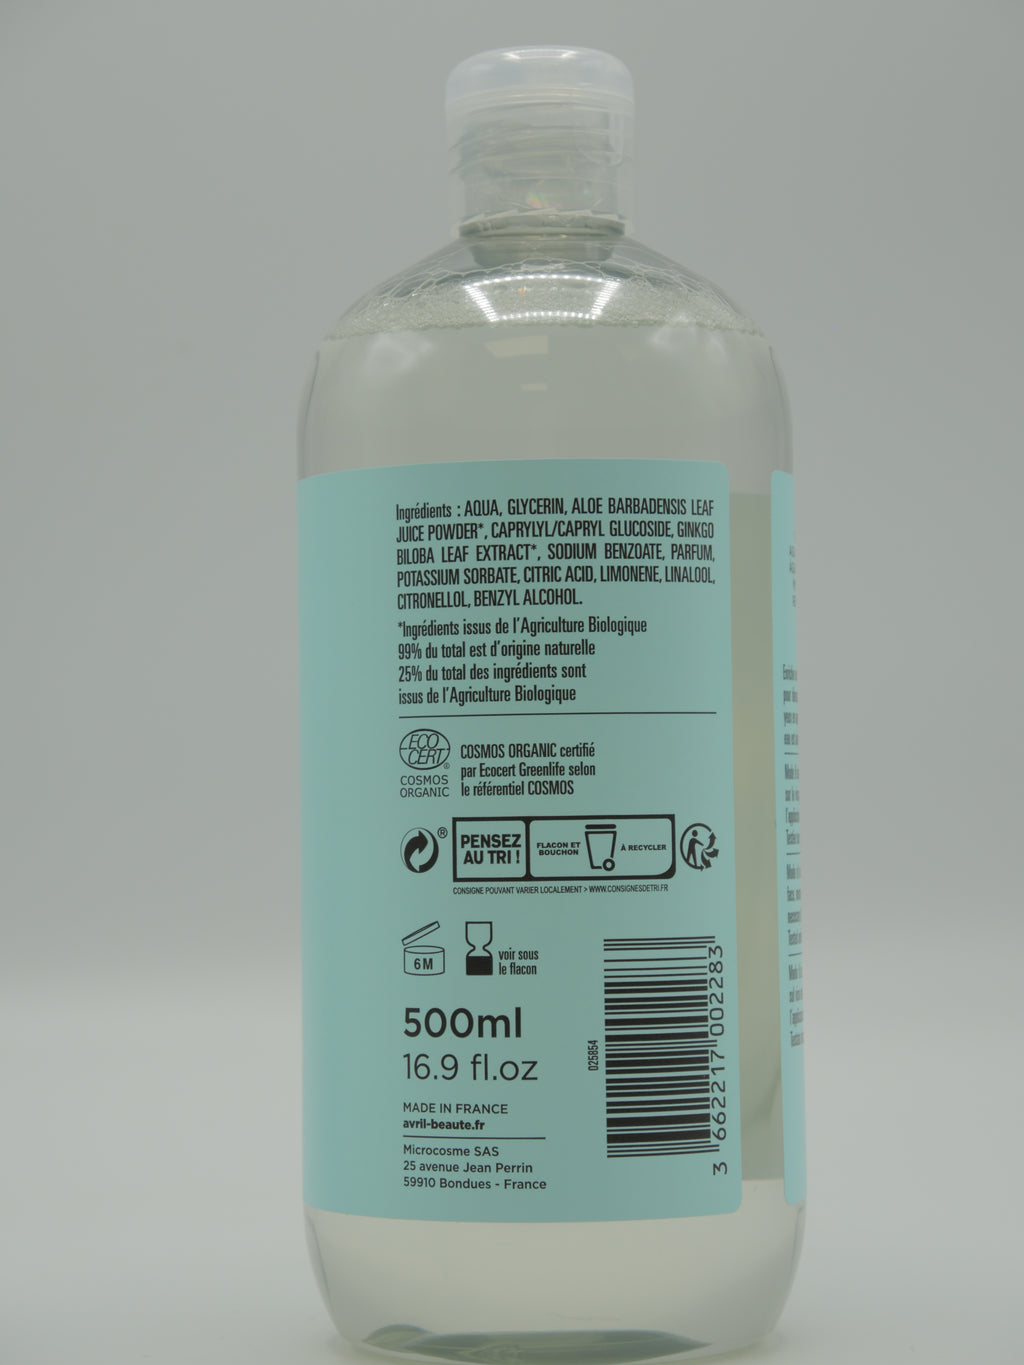 Ingrédients : AQUA, GLYCERIN, ALOE BARBADENSIS LEAF
JUICE POWDER*, CAPRYLYL/CAPRYL GLUCOSIDE, GINKGO
BILOBA LEAF EXTRACT*, SODIUM BENZOATE, PARFUM,
POTASSIUM SORBATE, CITRIC ACID, LIMONENE, LINALOOL,
CITRONELLOL, BENZYL ALCOHOL.
*Ingrédients issus de l'Agriculture Biologique
99% du total est d'origine naturelle
25% du total des ingrédients sont
issus de l'Agriculture Biologique
ECO
CERT®
COSMOS
ORGANIC
COSMOS ORGANIC certifié
par Ecocert Greenlife selon
le référentiel COSMOS
®
PENSEZ
AU TRI !
FLACON ET
BOUCHON
À RECYCLER
CONSIGNE POUVANT VARIER LOCALEMENT > WWW.CONSIGNESDETRI.FR
6 M
voir sous
le flacon
500ml
16.9 fl.oz
MADE IN FRANCE
avril-beaute.fr
Microcosme SAS
25 avenue Jean Perrin
59910 Bondues - France
025854
3 662217 002283